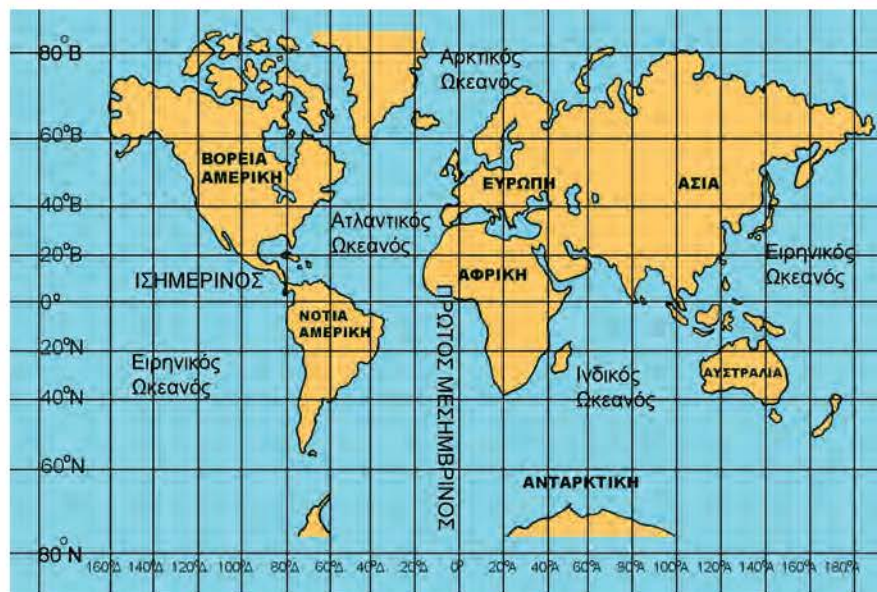 80°Β
60°Β
40°Β
20°Β
0°
20°Ν
40°Ν
60°Ν
80°Ν
Αρκτικός
Ωκεανός
ΒΟΡΕΙΑ
ΑΜΕΡΙΚΗ
ΕΥΡΩΠΗ
ΑΣΙΑ
Ατλαντικός
Ωκεανός
Ειρηνικός
Ωκεανός
ΙΣΗΜΕΡΙΝΟΣ
ΑΦΡΙΚΗ
ΠΡΩΤΟΣ ΜΕΣΗΜΒΡΙΝΟΣ
ΝΟΤΙΑ
ΑΜΕΡΙΚΗ
Ειρηνικός
Ωκεανός
Ινδικός
Ωκεανός
ΑΥΣΤΡΑΛΙΑ
ΑΝΤΑΡΚΤΙΚΗ
160°Δ 140°Δ 120°Δ 100°Δ 80°Δ 60°Δ 40°Δ 20°Δ 0° 20°Α 40°Α 60°Α 80°Α 100°Α 120°Α 140°Α 160°Α 180°Α